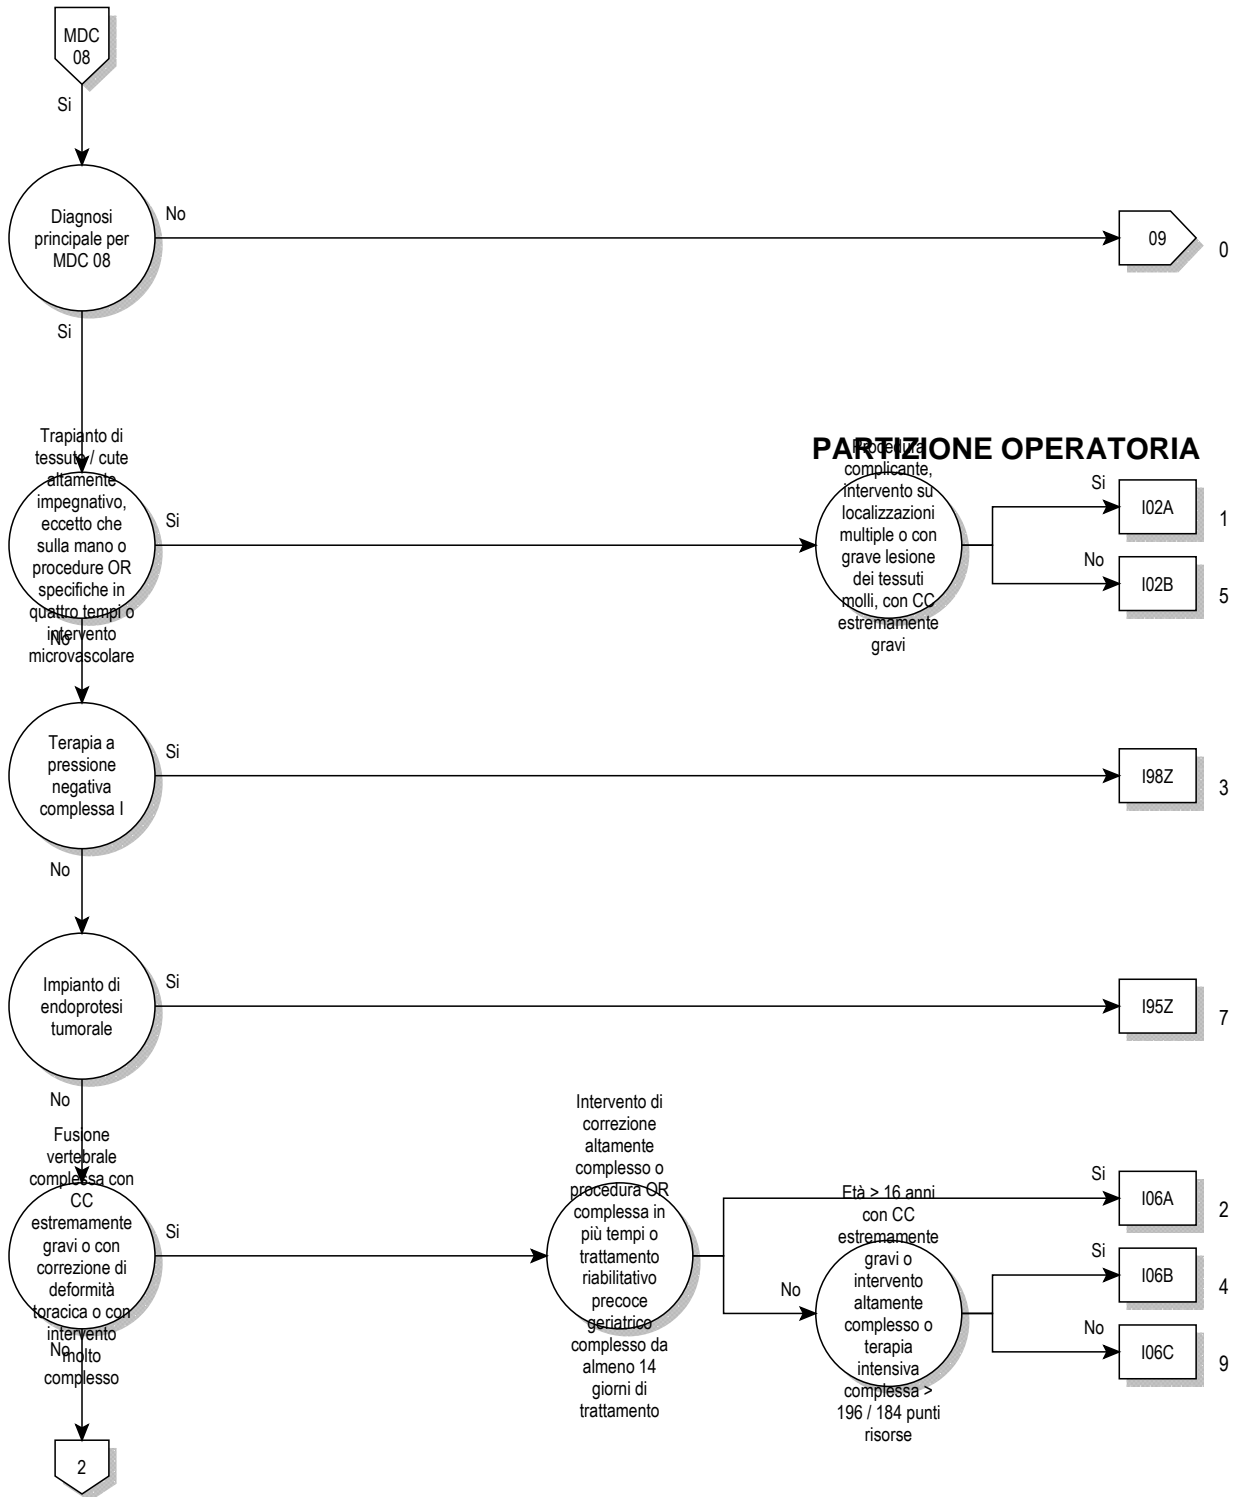 MDC
08
Si
Diagnosi
principale per
MDC 08
No
09
0
Si
PARTIZIONE OPERATORIA
Trapianto di
tessuto / cute
altamente
impegnativo,
eccetto che
sulla mano o
procedure OR
specifiche in
quattro tempi o
intervento
microvascolare
Si
Procedura
complicante,
intervento su
localizzazioni
multiple o con
grave lesione
dei tessuti
molli, con CC
estremamente
gravi
Si
I02A
1
No
I02B
5
No
Terapia a
pressione
negativa
complessa I
Si
I98Z
3
No
Impianto di
endoprotesi
tumorale
Si
I95Z
7
No
Fusione
vertebrale
complessa con
CC
estremamente
gravi o con
correzione di
deformità
toracica o con
intervento
molto
complesso
Si
Intervento di
correzione
altamente
complesso o
procedura OR
complessa in
più tempi o
trattamento
riabilitativo
precoce
geriatrico
complesso da
almeno 14
giorni di
trattamento
Si
I06A
2
No
Età > 16 anni
con CC
estremamente
gravi o
intervento
altamente
complesso o
terapia
intensiva
complessa >
196 / 184 punti
risorse
Si
I06B
4
No
I06C
9
No
2